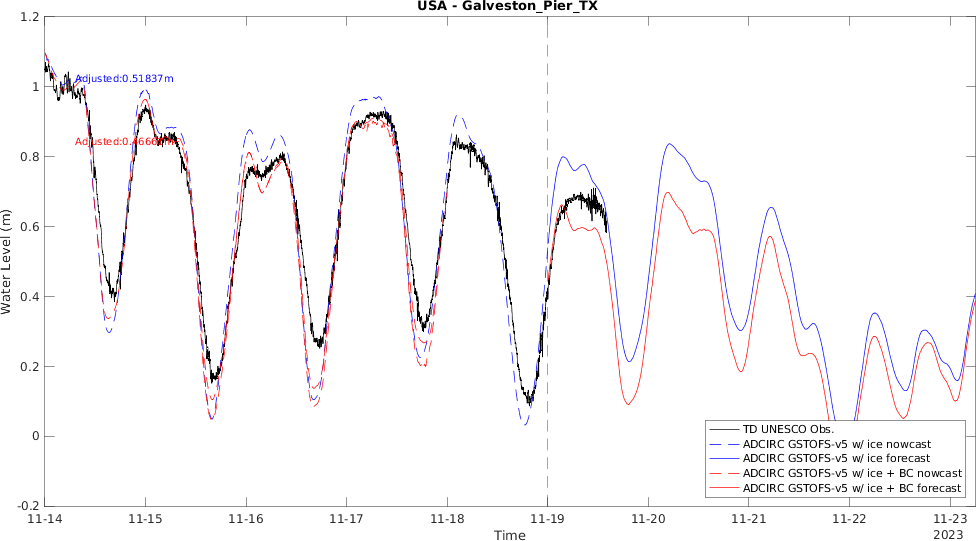 USA - Galveston_Pier_TX
1.2
1
0.8
0.6
0.4
0.2
0
-0.2
Water Level (m)
Adjusted:0.51837m
TD UNESCO Obs.
ADCIRC GSTOFS-v5 w/ ice nowcast
ADCIRC GSTOFS-v5 w/ ice forecast
ADCIRC GSTOFS-v5 w/ ice + BC nowcast
ADCIRC GSTOFS-v5 w/ ice + BC forecast
11-14
11-15
11-16
11-17
11-18
11-19
11-20
11-21
11-22
11-23
Time
2023